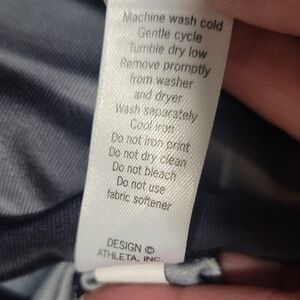 Machine wash cold
Gentle cycle
Tumble dry low
Remove promptly
from washer
and dryer
Wash separately
Cool iron
Do not iron print
Do not dry clean
Do not bleach
Do not use
fabric softener
DESIGN ©
ATHLETA, INC.